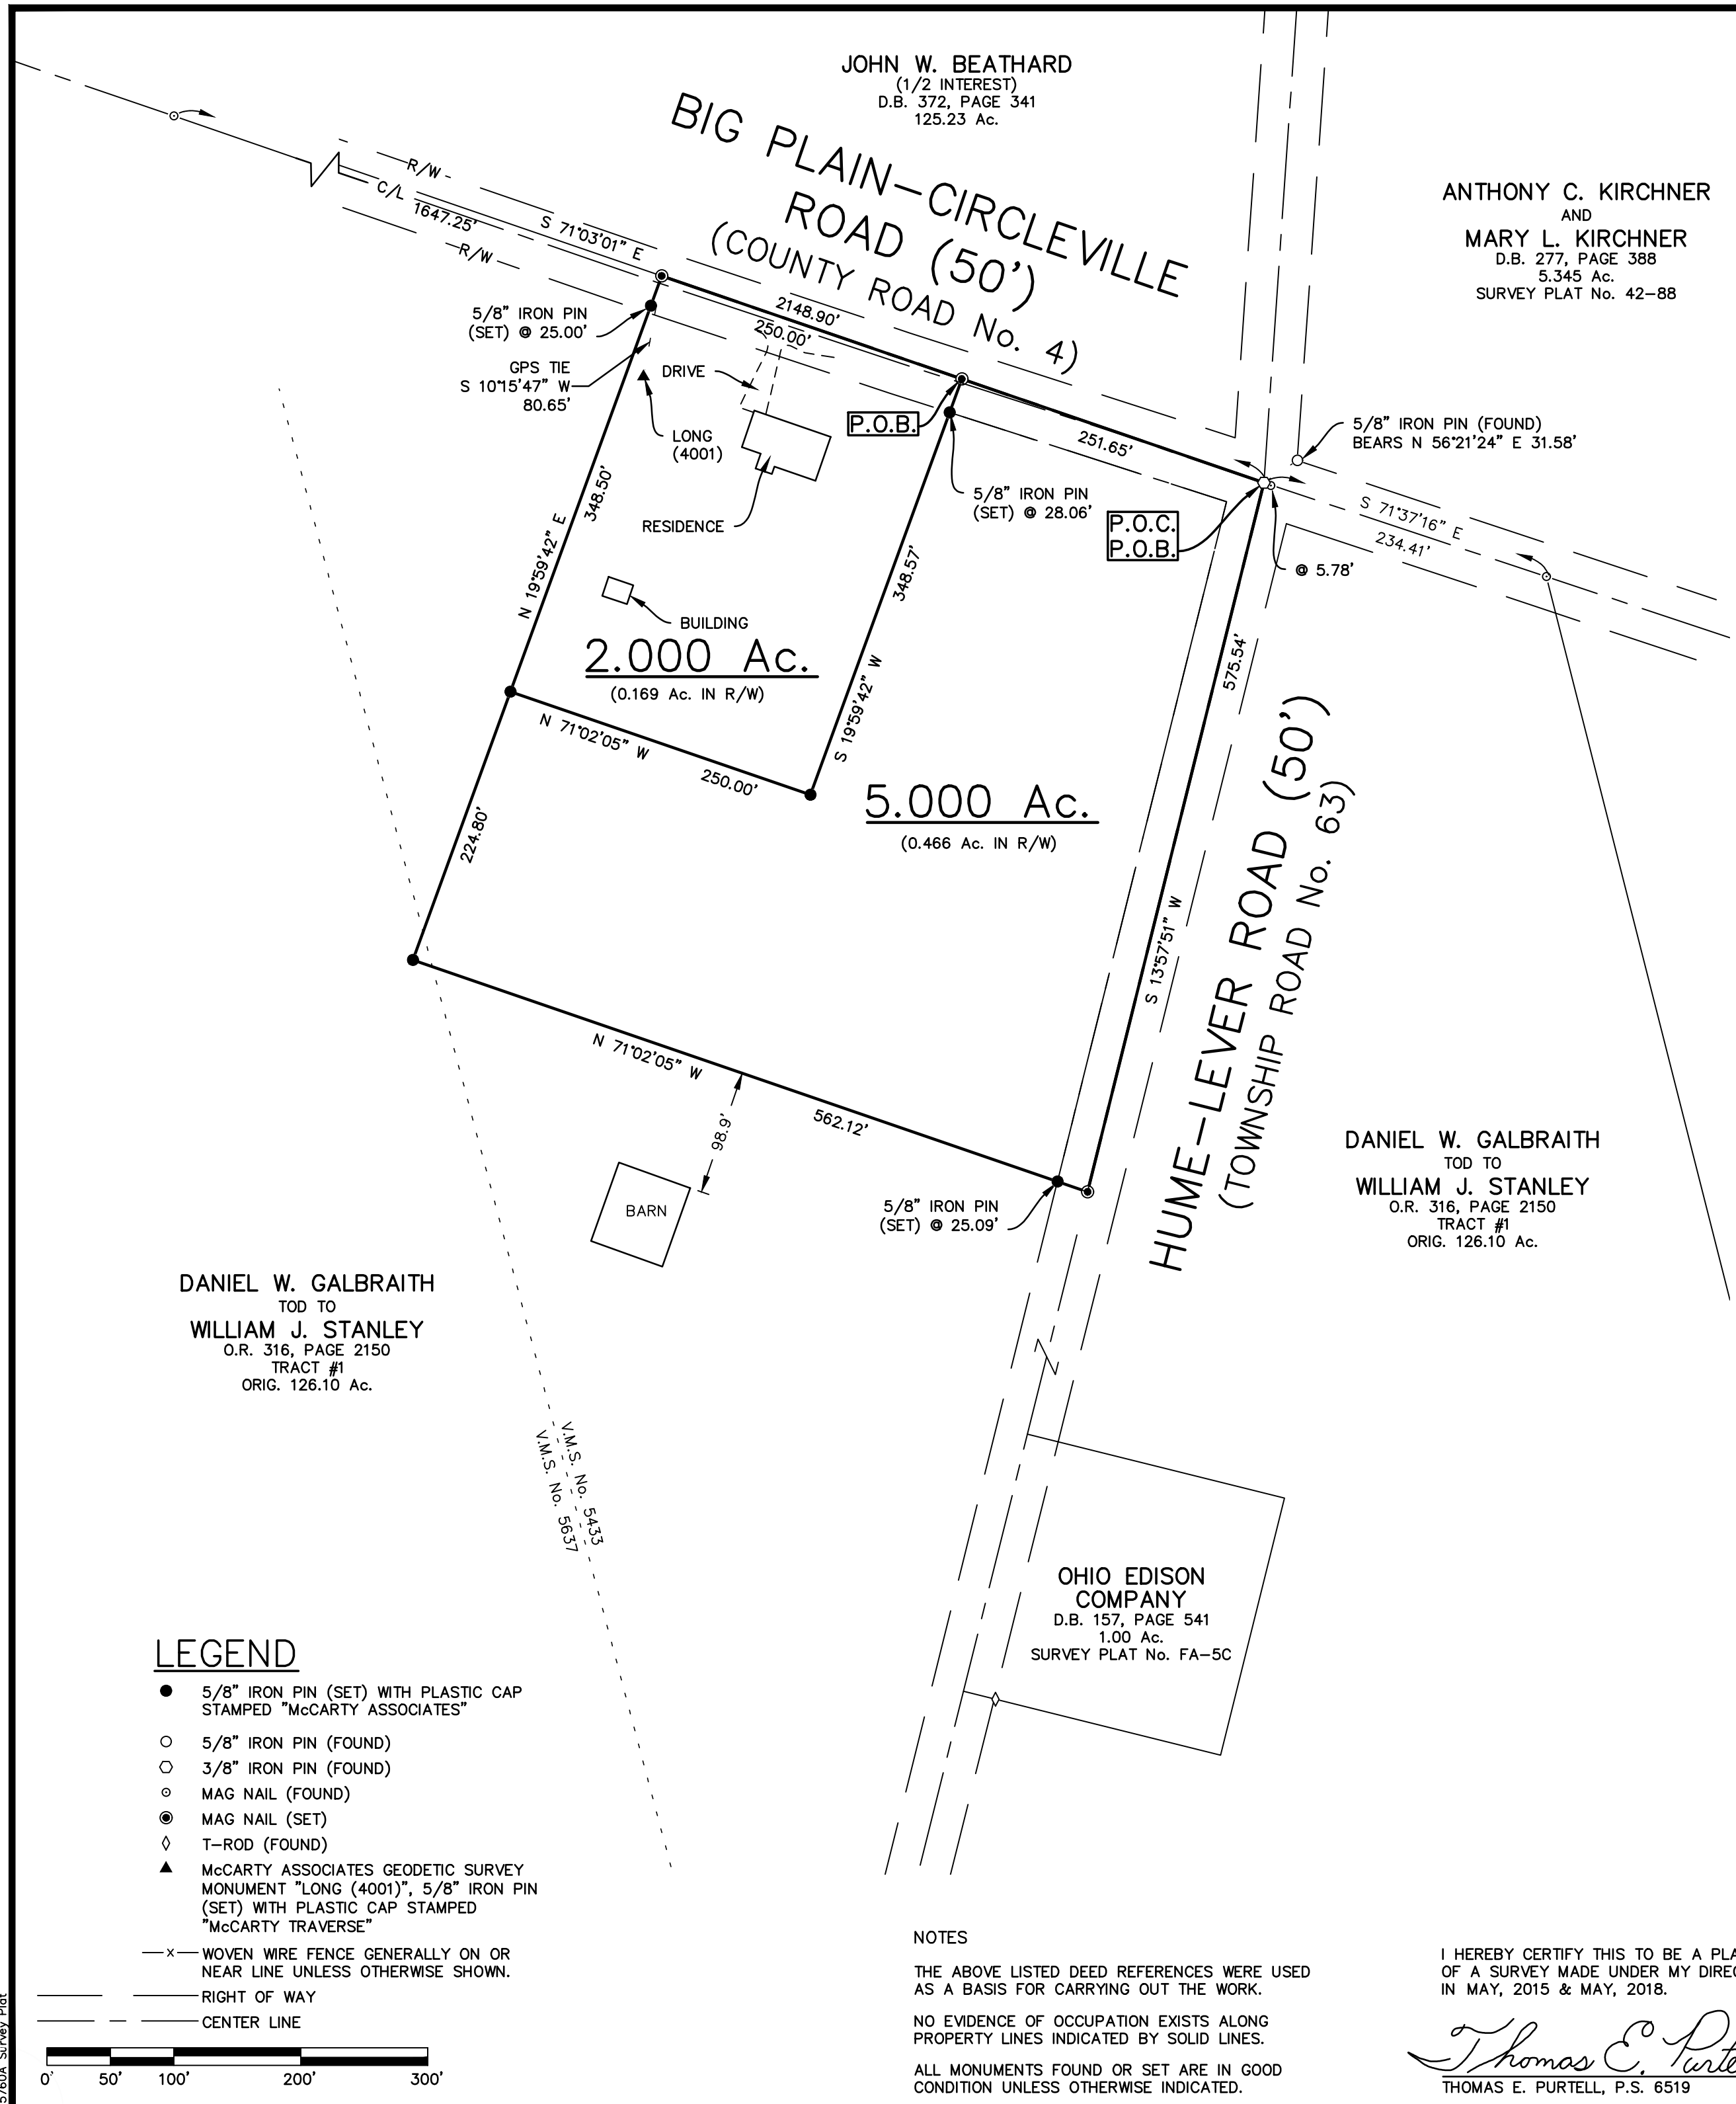 JOHN W. BEATHARD
(1/2 INTEREST)
D.B. 372, PAGE 341
125.23 Ac.
BIG PLAIN-CIRCLEVILLE
ROAD (50')
(COUNTY ROAD No. 4)
ANTHONY C. KIRCHNER
AND
MARY L. KIRCHNER
D.B. 277, PAGE 388
5.345 Ac.
SURVEY PLAT No. 42-88
R/W
C/L
1647.25'
S 71°03'01" E
R/W
2148.90'
250.00'
5/8" IRON PIN
(SET) @ 25.00'
GPS TIE
S 10°15'47" W
80.65'
DRIVE
LONG
(4001)
P.O.B.
251.65'
5/8" IRON PIN (FOUND)
BEARS N 56°21'24" E 31.58'
5/8" IRON PIN
(SET) @ 28.06'
P.O.C.
P.O.B.
S 71°37'16" E
234.41'
@ 5.78'
RESIDENCE
N 19°59'42" E
348.50'
348.57'
S 19°59'42" W
BUILDING
2.000 Ac.
(0.169 Ac. IN R/W)
N 71°02'05" W
250.00'
575.54'
S 13°57'51" W
5.000 Ac.
(0.466 Ac. IN R/W)
224.80'
HUME-LEVER ROAD (50')
(TOWNSHIP ROAD No. 63)
N 71°02'05" W
562.12'
98.9'
BARN
5/8" IRON PIN
(SET) @ 25.09'
DANIEL W. GALBRAITH
TOD TO
WILLIAM J. STANLEY
O.R. 316, PAGE 2150
TRACT #1
ORIG. 126.10 Ac.
DANIEL W. GALBRAITH
TOD TO
WILLIAM J. STANLEY
O.R. 316, PAGE 2150
TRACT #1
ORIG. 126.10 Ac.
V.M.S. No. 5433
V.M.S. No. 5637
OHIO EDISON
COMPANY
D.B. 157, PAGE 541
1.00 Ac.
SURVEY PLAT No. FA-5C
LEGEND
5/8" IRON PIN (SET) WITH PLASTIC CAP
STAMPED "McCARTY ASSOCIATES"
5/8" IRON PIN (FOUND)
3/8" IRON PIN (FOUND)
MAG NAIL (FOUND)
MAG NAIL (SET)
T-ROD (FOUND)
McCARTY ASSOCIATES GEODETIC SURVEY
MONUMENT "LONG (4001)", 5/8" IRON PIN
(SET) WITH PLASTIC CAP STAMPED
"McCARTY TRAVERSE"
x WOVEN WIRE FENCE GENERALLY ON OR
NEAR LINE UNLESS OTHERWISE SHOWN.
RIGHT OF WAY
CENTER LINE
0' 50' 100' 200' 300'
Survey Plat
NOTES
THE ABOVE LISTED DEED REFERENCES WERE USED
AS A BASIS FOR CARRYING OUT THE WORK.
NO EVIDENCE OF OCCUPATION EXISTS ALONG
PROPERTY LINES INDICATED BY SOLID LINES.
ALL MONUMENTS FOUND OR SET ARE IN GOOD
CONDITION UNLESS OTHERWISE INDICATED.
I HEREBY CERTIFY THIS TO BE A
OF A SURVEY MADE UNDER MY
IN MAY, 2015 & MAY, 2018.
Thomas E.
THOMAS E. PURTELL, P.S. 6519